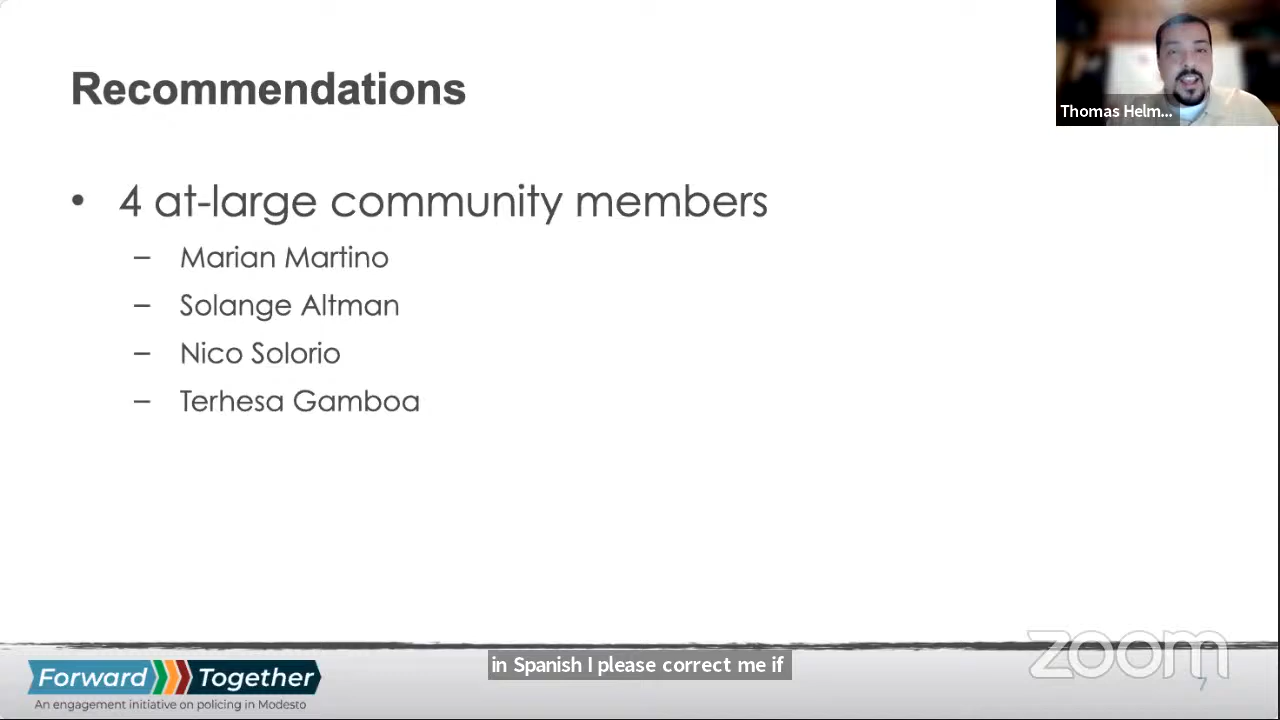 Recommendations
Thomas Helm...
• 4 at-large community members
– Marian Martino
– Solange Altman
– Nico Solorio
– Terhesa Gamboa
in Spanish I please correct me if
zoom
7
Forward Together
An engagement initiative on policing in Modesto